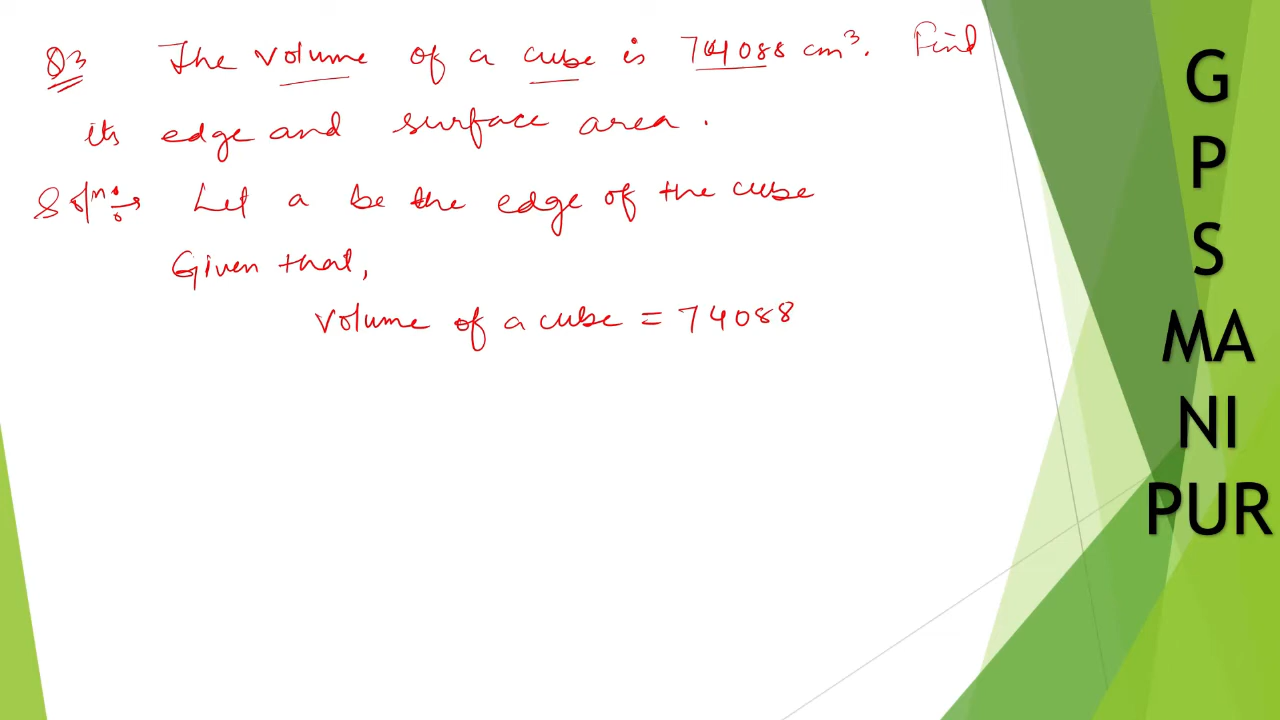 Q3 The volume of a cube is 74088 cm³. Find
its edge and surface area.
Solⁿ:→ Let a be the edge of the cube
Given that,
Volume of a cube = 74088
G
P
S
MA
NI
PUR